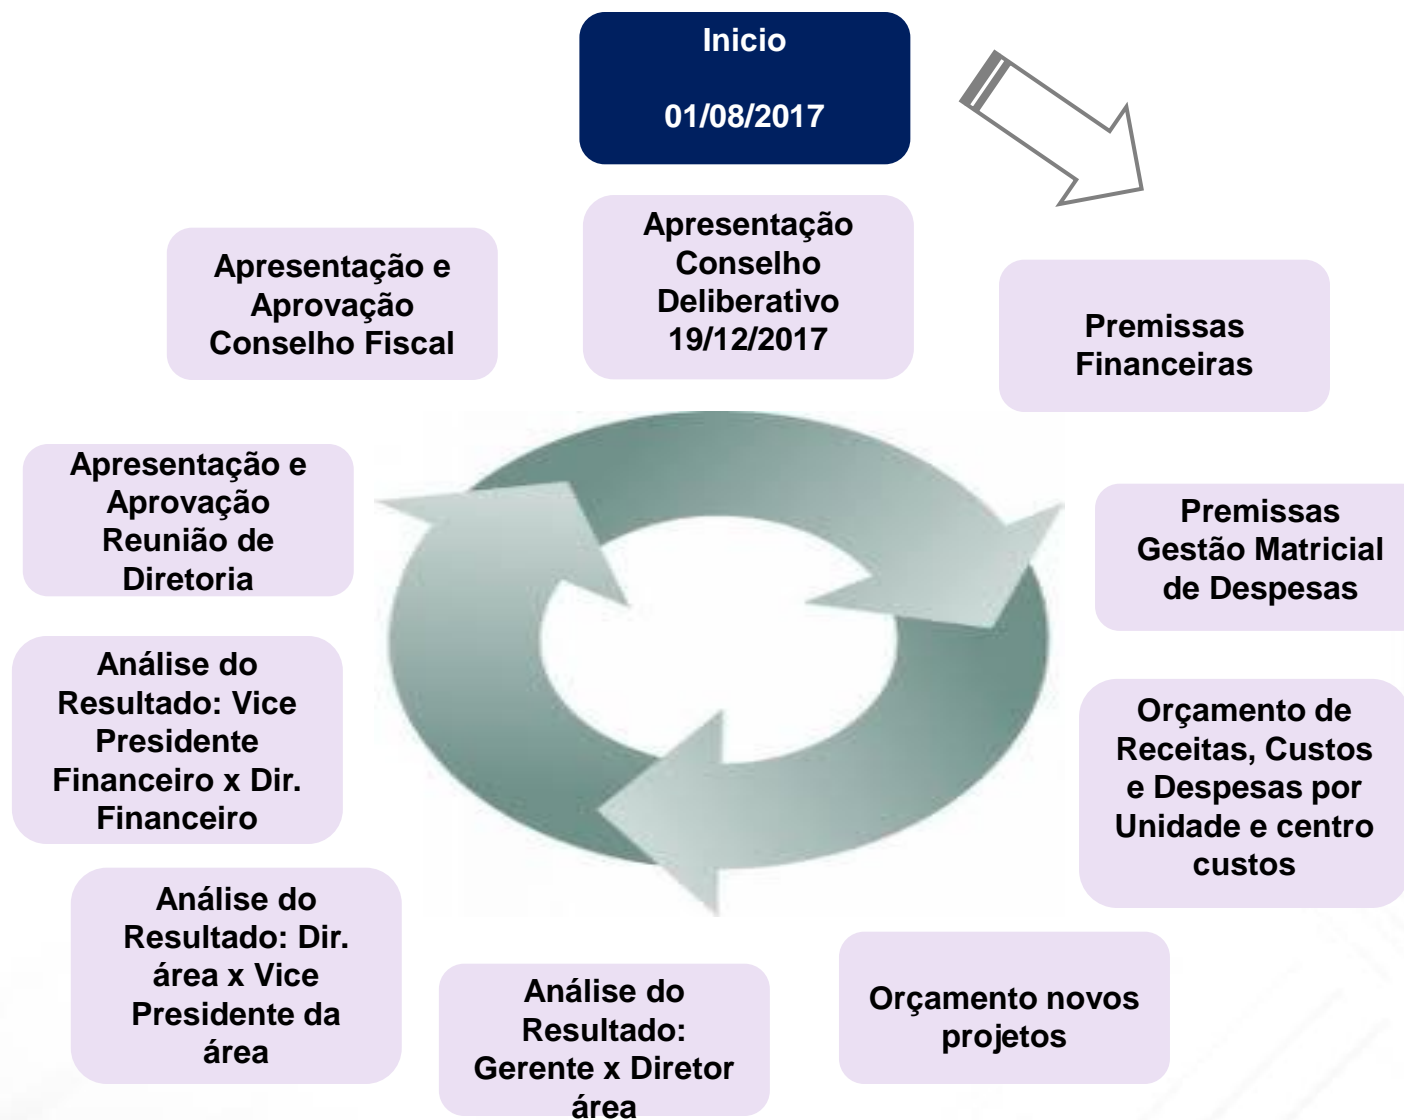 Inicio
01/08/2017
Apresentação
Conselho
Deliberativo
19/12/2017
Premissas
Financeiras
Premissas
Gestão Matricial
de Despesas
Orçamento de
Receitas, Custos
e Despesas por
Unidade e centro
custos
Orçamento novos
projetos
Análise do
Resultado:
Gerente x Diretor
área
Análise do
Resultado: Dir.
área x Vice
Presidente da
área
Análise do
Resultado: Vice
Presidente
Financeiro x Dir.
Financeiro
Apresentação e
Aprovação
Reunião de
Diretoria
Apresentação e
Aprovação
Conselho Fiscal